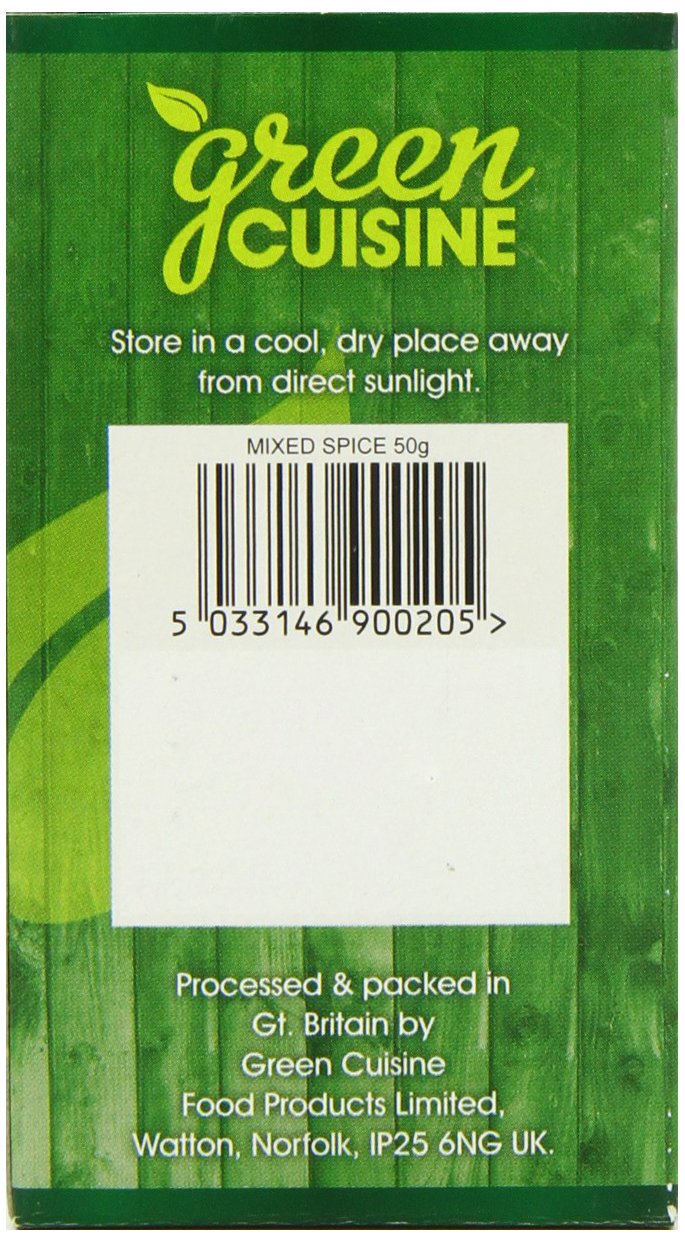 green
CUISINE
Store in a cool, dry place away
from direct sunlight.
MIXED SPICE 50g
5 033146 900205 >
Processed & packed in
Gt. Britain by
Green Cuisine
Food Products Limited,
Watton, Norfolk, IP25 6NG UK.